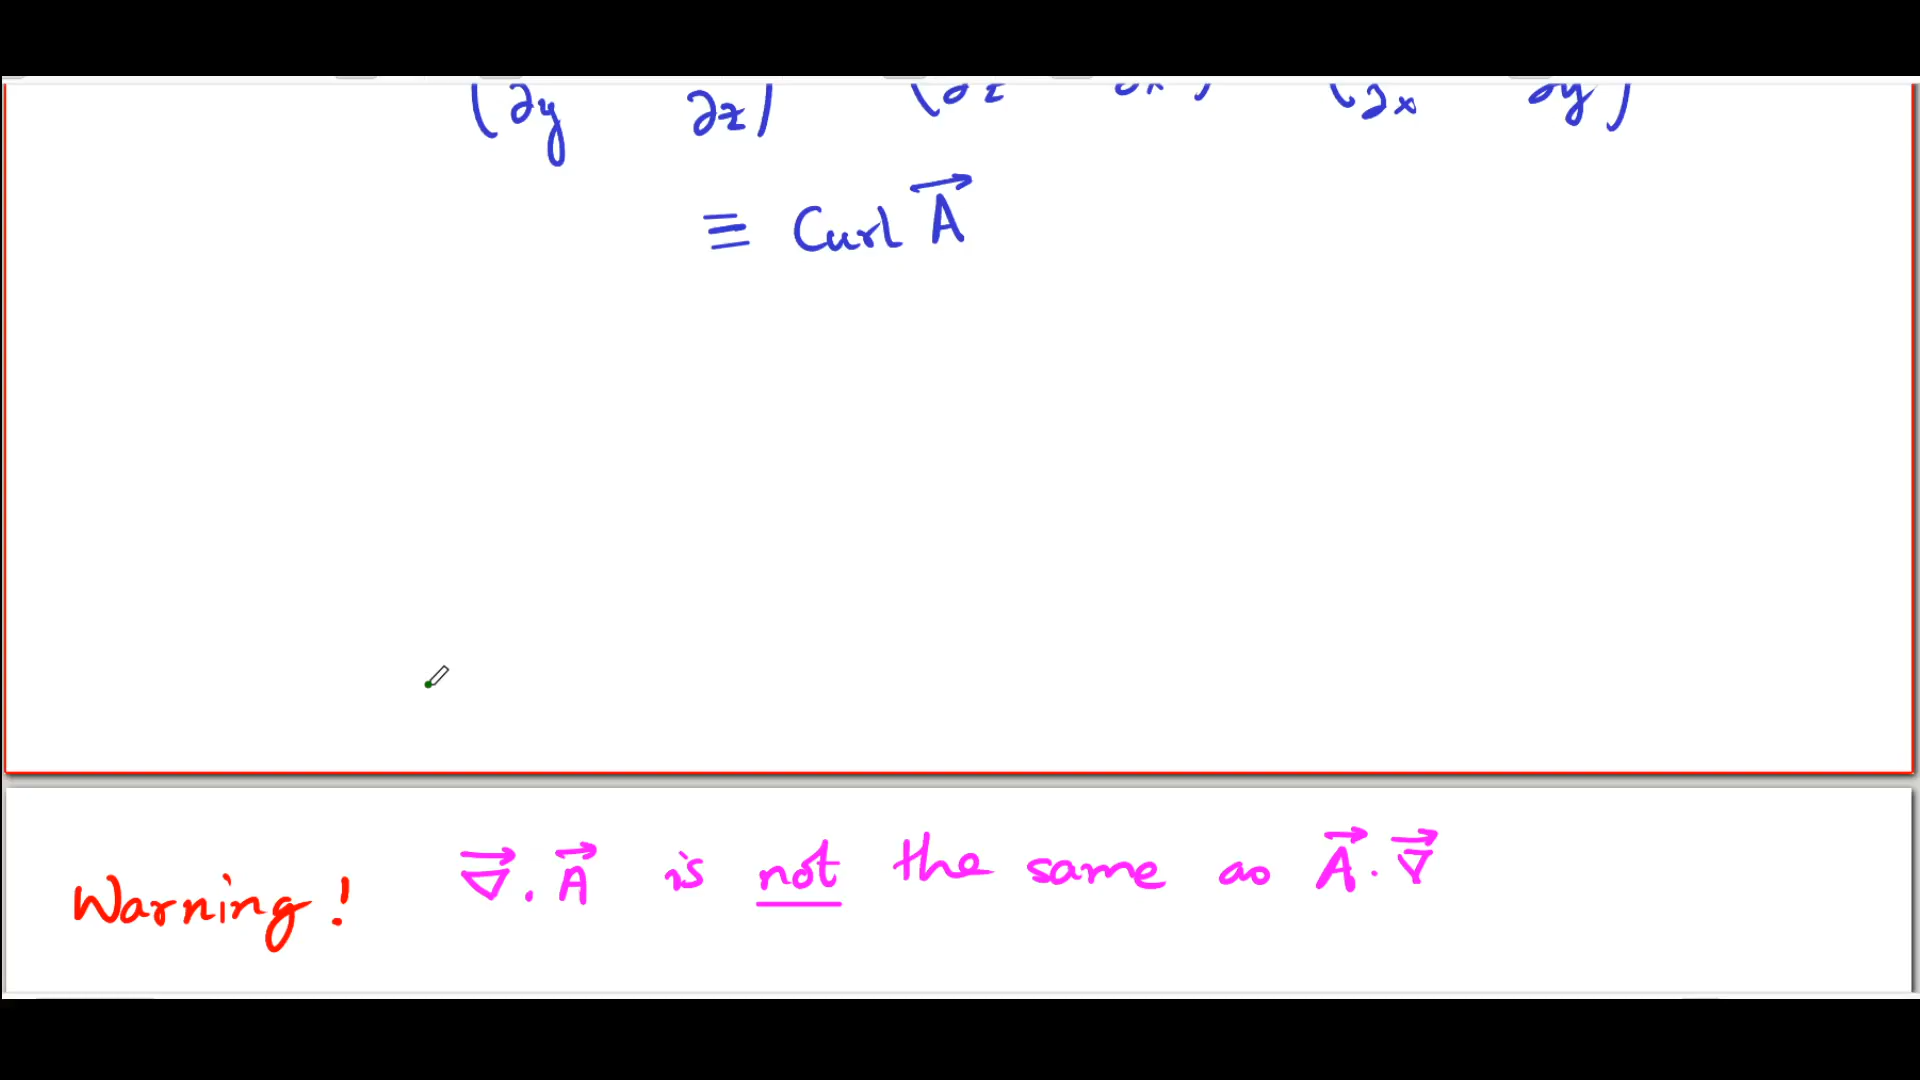 (∂y ∂z) (∂z ∂x) (∂x ∂y)
≡ Curl A⃗
Warning! ∇⃗ . A⃗ is not the same as A⃗ . ∇⃗